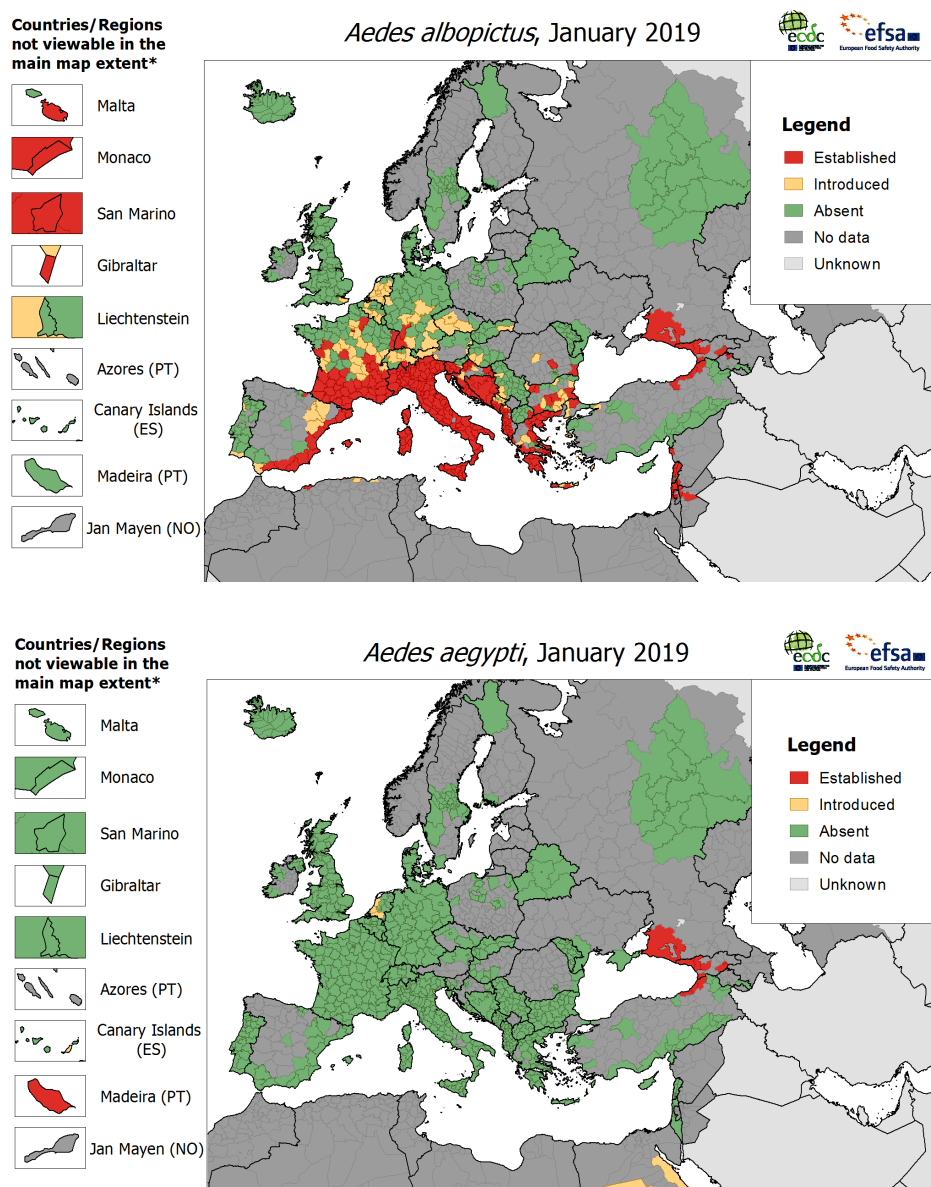 Countries/Regions
not viewable in the
main map extent*
Aedes albopictus, January 2019
ecdc
efsa
European Food Safety Authority
Malta
Monaco
San Marino
Gibraltar
Liechtenstein
Azores (PT)
Canary Islands
(ES)
Madeira (PT)
Jan Mayen (NO)
Legend
Established
Introduced
Absent
No data
Unknown
Countries/Regions
not viewable in the
main map extent*
Aedes aegypti, January 2019
ecdc
efsa
European Food Safety Authority
Malta
Monaco
San Marino
Gibraltar
Liechtenstein
Azores (PT)
Canary Islands
(ES)
Madeira (PT)
Jan Mayen (NO)
Legend
Established
Introduced
Absent
No data
Unknown